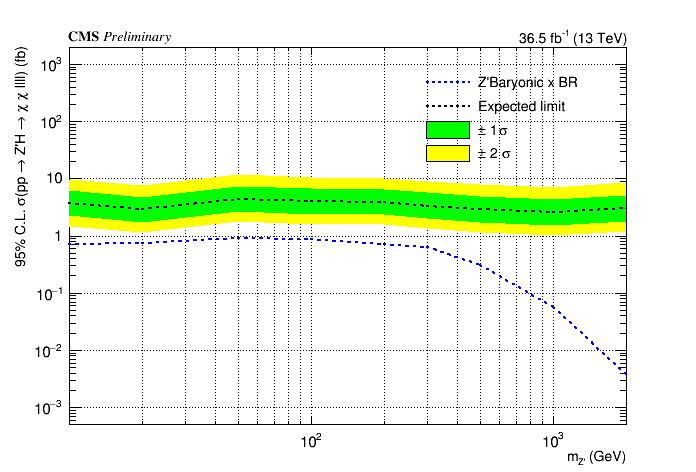 CMS Preliminary 36.5 fb⁻¹ (13 TeV)
95% C.L. σ(pp → Z'H → χ χ llll) (fb)
Z'Baryonic x BR
Expected limit
± 1σ
± 2σ
10³
10²
10
1
10⁻¹
10⁻²
10⁻³
10² 10³
m_Z' (GeV)